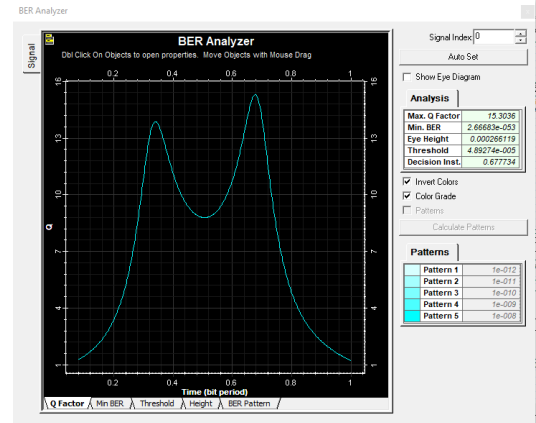 BER Analyzer
Signal
BER Analyzer
Dbl Click On Objects to open properties. Move Objects with Mouse Drag
0.2 0.4 0.6 0.8 1
16 16
13 13
10 10
7 7
4 4
1 1
Q
0.2 0.4 0.6 0.8 1
Time (bit period)
Q Factor Min BER Threshold Height BER Pattern
Signal Index 0
Auto Set
Show Eye Diagram
Analysis
Max. Q Factor 15.3036
Min. BER 2.66683e-053
Eye Height 0.000266119
Threshold 4.89274e-005
Decision Inst. 0.677734
Invert Colors
Color Grade
Patterns
Calculate Patterns
Patterns
Pattern 1 1e-012
Pattern 2 1e-011
Pattern 3 1e-010
Pattern 4 1e-009
Pattern 5 1e-008